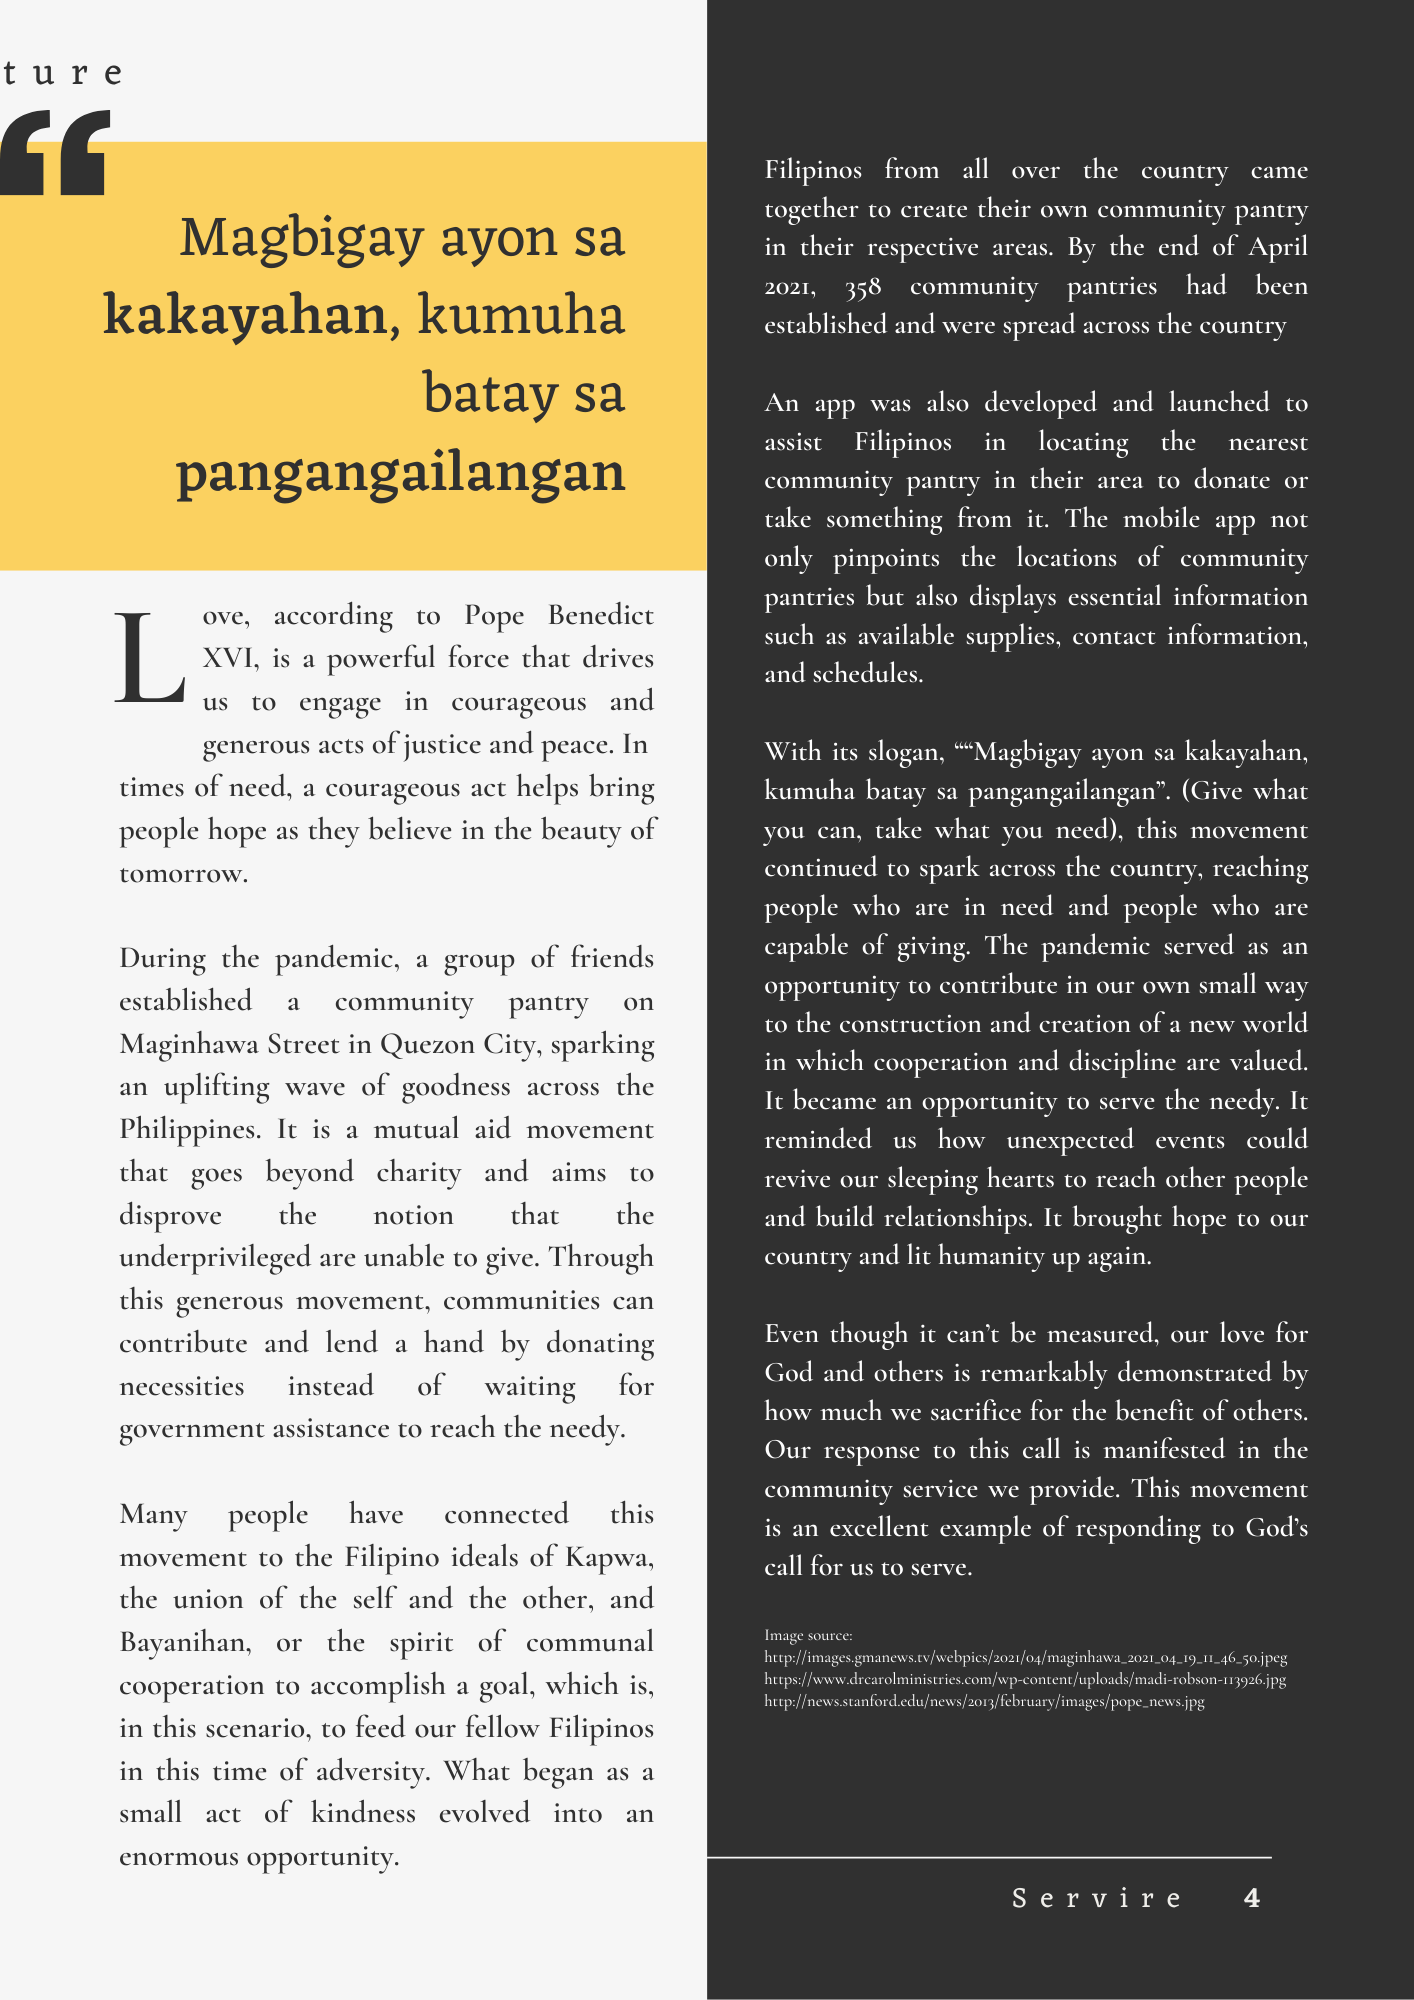 ture
“
Magbigay ayon sa
kakayahan, kumuha
batay sa
pangangailangan
Love, according to Pope Benedict
XVI, is a powerful force that drives
us to engage in courageous and
generous acts of justice and peace. In
times of need, a courageous act helps bring
people hope as they believe in the beauty of
tomorrow.
During the pandemic, a group of friends
established a community pantry on
Maginhawa Street in Quezon City, sparking
an uplifting wave of goodness across the
Philippines. It is a mutual aid movement
that goes beyond charity and aims to
disprove the notion that the
underprivileged are unable to give. Through
this generous movement, communities can
contribute and lend a hand by donating
necessities instead of waiting for
government assistance to reach the needy.
Many people have connected this
movement to the Filipino ideals of Kapwa,
the union of the self and the other, and
Bayanihan, or the spirit of communal
cooperation to accomplish a goal, which is,
in this scenario, to feed our fellow Filipinos
in this time of adversity. What began as a
small act of kindness evolved into an
enormous opportunity.
Filipinos from all over the country came
together to create their own community pantry
in their respective areas. By the end of April
2021, 358 community pantries had been
established and were spread across the country
An app was also developed and launched to
assist Filipinos in locating the nearest
community pantry in their area to donate or
take something from it. The mobile app not
only pinpoints the locations of community
pantries but also displays essential information
such as available supplies, contact information,
and schedules.
With its slogan, ““Magbigay ayon sa kakayahan,
kumuha batay sa pangangailangan”. (Give what
you can, take what you need), this movement
continued to spark across the country, reaching
people who are in need and people who are
capable of giving. The pandemic served as an
opportunity to contribute in our own small way
to the construction and creation of a new world
in which cooperation and discipline are valued.
It became an opportunity to serve the needy. It
reminded us how unexpected events could
revive our sleeping hearts to reach other people
and build relationships. It brought hope to our
country and lit humanity up again.
Even though it can’t be measured, our love for
God and others is remarkably demonstrated by
how much we sacrifice for the benefit of others.
Our response to this call is manifested in the
community service we provide. This movement
is an excellent example of responding to God’s
call for us to serve.
Image source:
http://images.gmanews.tv/webpics/2021/04/maginhawa_2021_04_19_11_46_50.jpeg
https://www.drcarolministries.com/wp-content/uploads/madi-robson-113926.jpg
http://news.stanford.edu/news/2013/february/images/pope_news.jpg
Servire 4